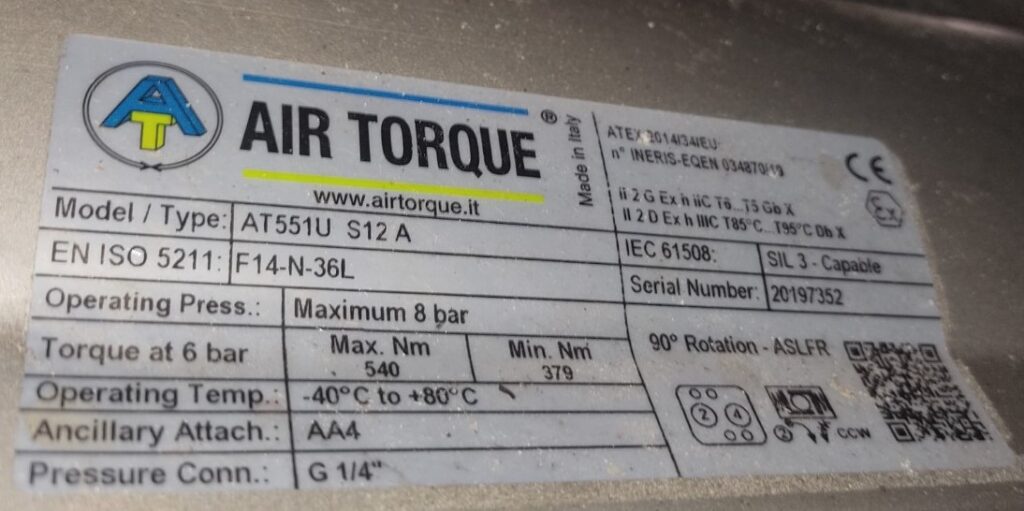 AT
AIR TORQUE ®
www.airtorque.it
Made in Italy
ATEX 2014/34/EU
n° INERIS-EQEN 034870/19
CE
II 2 G Ex h IIC T6...T5 Gb X
II 2 D Ex h IIIC T85°C...T95°C Db X
Ex
Model / Type: AT551U S12 A
EN ISO 5211: F14-N-36L
IEC 61508: SIL 3 - Capable
Serial Number: 20197352
Operating Press.: Maximum 8 bar
Torque at 6 bar Max. Nm 540 Min. Nm 379
Operating Temp.: -40°C to +80°C
Ancillary Attach.: AA4
Pressure Conn.: G 1/4"
90° Rotation - ASLFR
2 4
2 CCW